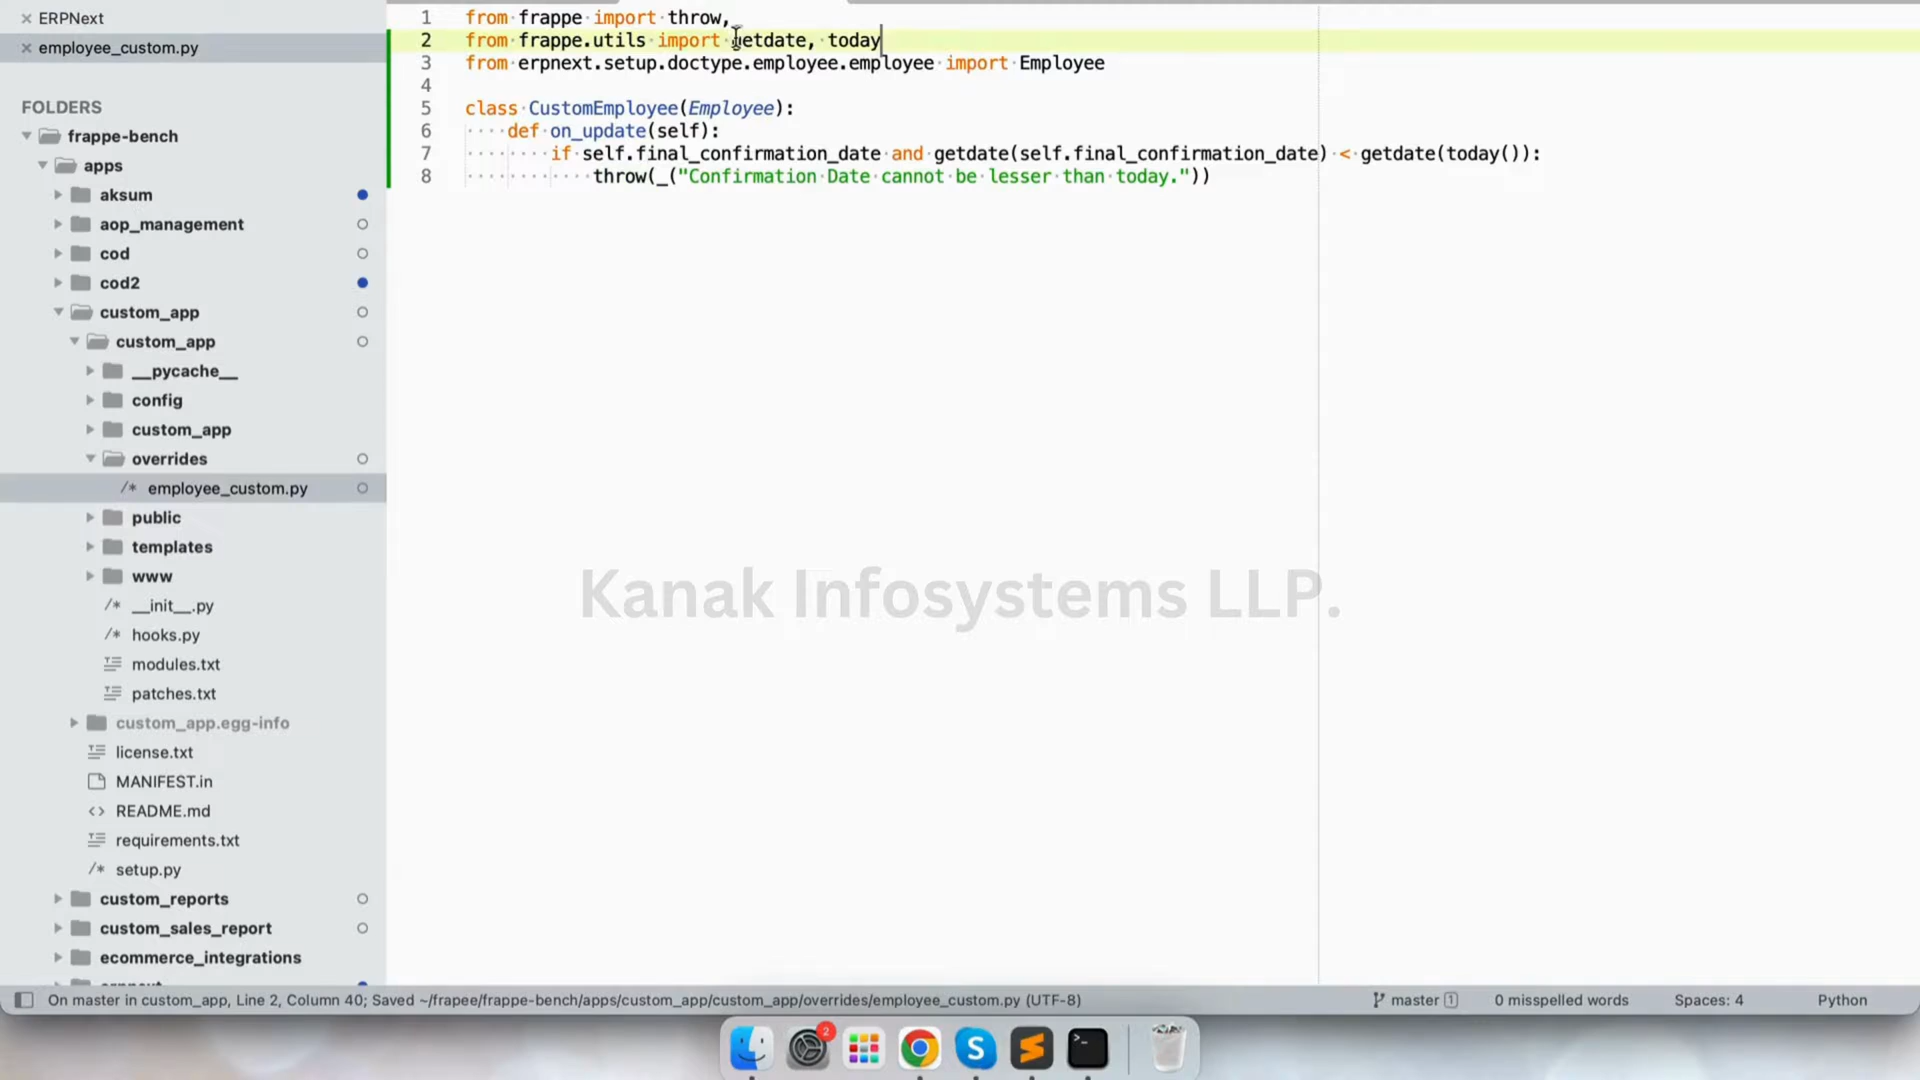 ERPNext
employee_custom.py
FOLDERS
frappe-bench
apps
aksum
aop_management
cod
cod2
custom_app
custom_app
__pycache__
config
custom_app
overrides
/* employee_custom.py
public
templates
www
/* __init__.py
/* hooks.py
modules.txt
patches.txt
custom_app.egg-info
license.txt
MANIFEST.in
<> README.md
requirements.txt
/* setup.py
custom_reports
custom_sales_report
ecommerce_integrations
1 from frappe import throw,
2 from frappe.utils import getdate, today
3 from erpnext.setup.doctype.employee.employee import Employee
4
5 class CustomEmployee(Employee):
6 def on_update(self):
7 if self.final_confirmation_date and getdate(self.final_confirmation_date) < getdate(today()):
8 throw(_("Confirmation Date cannot be lesser than today."))
Kanak Infosystems LLP.
On master in custom_app, Line 2, Column 40; Saved ~/frapee/frappe-bench/apps/custom_app/custom_app/overrides/employee_custom.py (UTF-8)
master 1
0 misspelled words
Spaces: 4
Python
2